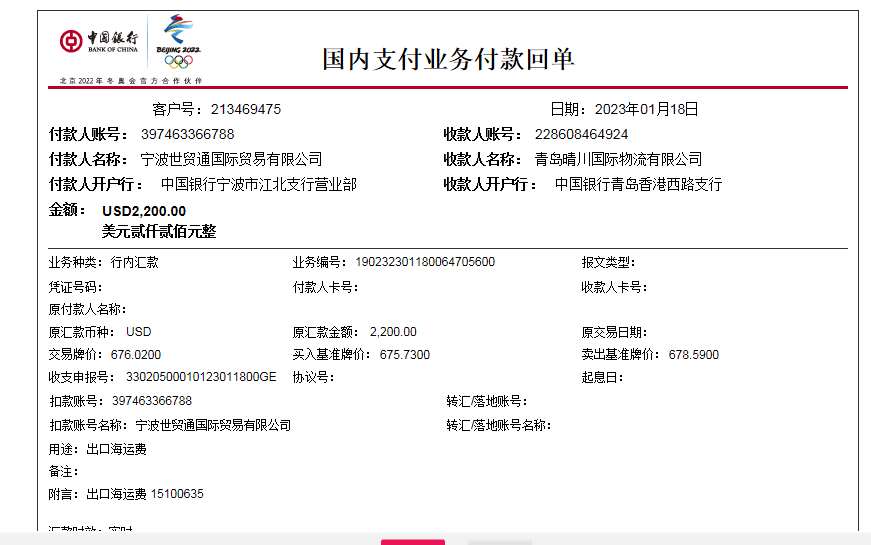 中国银行
BANK OF CHINA
BEIJING 2022
北京2022年冬奥会官方合作伙伴
国内支付业务付款回单
客户号：213469475 日期：2023年01月18日
付款人账号：397463366788 收款人账号：228608464924
付款人名称：宁波世贸通国际贸易有限公司 收款人名称：青岛晴川国际物流有限公司
付款人开户行：中国银行宁波市江北支行营业部 收款人开户行：中国银行青岛香港西路支行
金额：USD2,200.00
美元贰仟贰佰元整
业务种类：行内汇款 业务编号：190232301180064705600 报文类型：
凭证号码： 付款人卡号： 收款人卡号：
原付款人名称：
原汇款币种：USD 原汇款金额：2,200.00 原交易日期：
交易牌价：676.0200 买入基准牌价：675.7300 卖出基准牌价：678.5900
收支申报号：33020500010123011800GE 协议号： 起息日：
扣款账号：397463366788 转汇/落地账号：
扣款账号名称：宁波世贸通国际贸易有限公司 转汇/落地账号名称：
用途：出口海运费
备注：
附言：出口海运费 15100635
汇款时效：实时